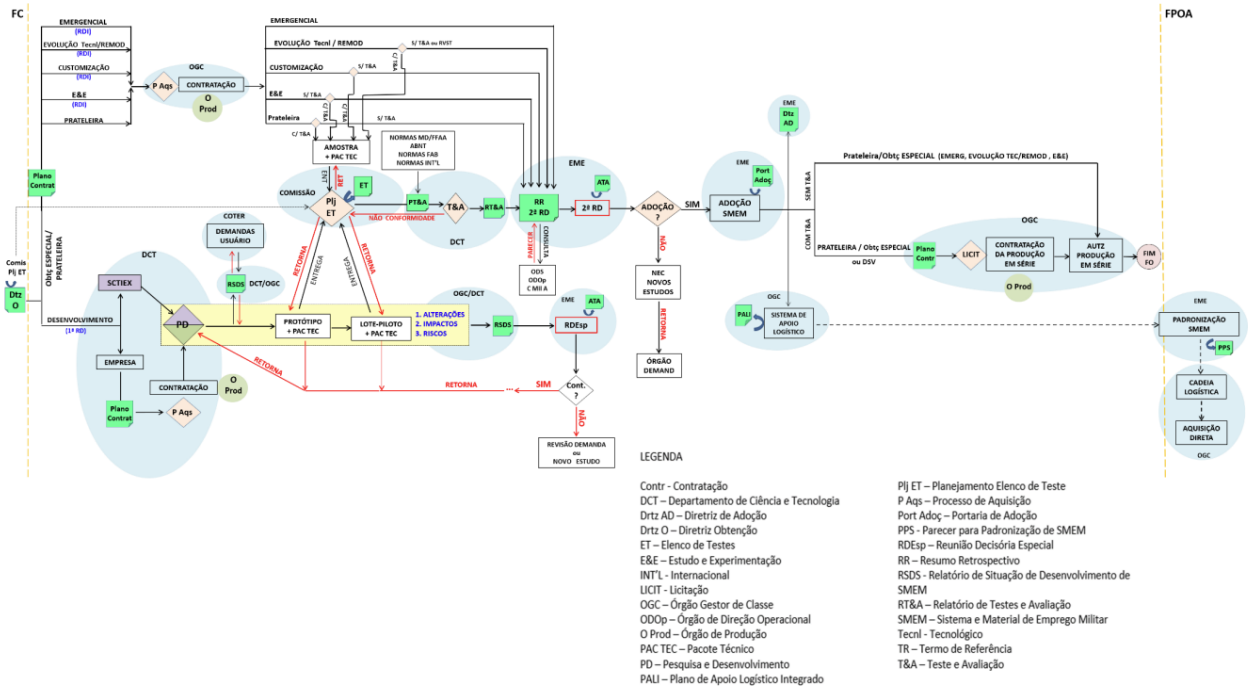 FC
FPOA
EMERGENCIAL
(RDI)
EVOLUÇÃO Tecnl/REMOD
(RDI)
CUSTOMIZAÇÃO
(RDI)
E&E
(RDI)
PRATELEIRA
P Aqs
OGC
CONTRATAÇÃO
O
Prod
EMERGENCIAL
EVOLUÇÃO Tecnl / REMOD
S/ T&A ou RVST
C/ T&A
CUSTOMIZAÇÃO
S/ T&A
C/ T&A
E&E
S/ T&A
C/ T&A
Prateleira
S/ T&A
C/ T&A
AMOSTRA
+ PAC TEC
NORMAS MD/FFAA
ABNT
NORMAS FAB
NORMAS INT'L
Plano
Contrat
Obtç ESPECIAL/
PRATELEIRA
Comis
Plj ET
Dtz
O
DESENVOLVIMENTO
(1ª RD)
ENT
RET
COMISSÃO
Plj
ET
ET
PT&A
NÃO CONFORMIDADE
T&A
DCT
RT&A
EME
RR
2ª RD
2ª RD
ATA
PARECER
CONSULTA
ODS
ODOp
C Mil A
ADOÇÃO
?
SIM
NÃO
NEC
NOVOS
ESTUDOS
RETORNA
ÓRGÃO
DEMAND
EME
Port
Adoç
ADOÇÃO
SMEM
EME
Dtz
AD
SEM T&A
COM T&A
Prateleira/Obtç ESPECIAL (EMERG, EVOLUÇÃO TEC/REMOD , E&E)
PRATELEIRA / Obtç ESPECIAL
ou DSV
Plano
Contr
OGC
LICIT
CONTRATAÇÃO
DA PRODUÇÃO
EM SÉRIE
O Prod
AUTZ
PRODUÇÃO
EM SÉRIE
FIM
FO
OGC
PALI
SISTEMA DE
APOIO
LOGÍSTICO
EME
PADRONIZAÇÃO
SMEM
PPS
CADEIA
LOGÍSTICA
AQUISIÇÃO
DIRETA
OGC
COTER
DEMANDAS
USUÁRIO
RSDS
DCT/OGC
DCT
SCTIEX
PD
EMPRESA
CONTRATAÇÃO
O
Prod
Plano
Contrat
P Aqs
RETORNA
ENTREGA
ENTREGA
RETORNA
PROTÓTIPO
+ PAC TEC
LOTE-PILOTO
+ PAC TEC
1. ALTERAÇÕES
2. IMPACTOS
3. RISCOS
OGC/DCT
RSDS
EME
ATA
RDEsp
RETORNA
RETORNA
...
SIM
Cont.
?
NÃO
REVISÃO DEMANDA
ou
NOVO ESTUDO
LEGENDA
Contr - Contratação
DCT – Departamento de Ciência e Tecnologia
Drtz AD – Diretriz de Adoção
Drtz O – Diretriz Obtenção
ET – Elenco de Testes
E&E – Estudo e Experimentação
INT'L - Internacional
LICIT - Licitação
OGC – Órgão Gestor de Classe
ODOp – Órgão de Direção Operacional
O Prod – Órgão de Produção
PAC TEC – Pacote Técnico
PD – Pesquisa e Desenvolvimento
PALI – Plano de Apoio Logístico Integrado
Plj ET – Planejamento Elenco de Teste
P Aqs – Processo de Aquisição
Port Adoç – Portaria de Adoção
PPS - Parecer para Padronização de SMEM
RDEsp – Reunião Decisória Especial
RR – Resumo Retrospectivo
RSDS - Relatório de Situação de Desenvolvimento de
SMEM
RT&A – Relatório de Testes e Avaliação
SMEM – Sistema e Material de Emprego Militar
Tecnl - Tecnológico
TR – Termo de Referência
T&A – Teste e Avaliação